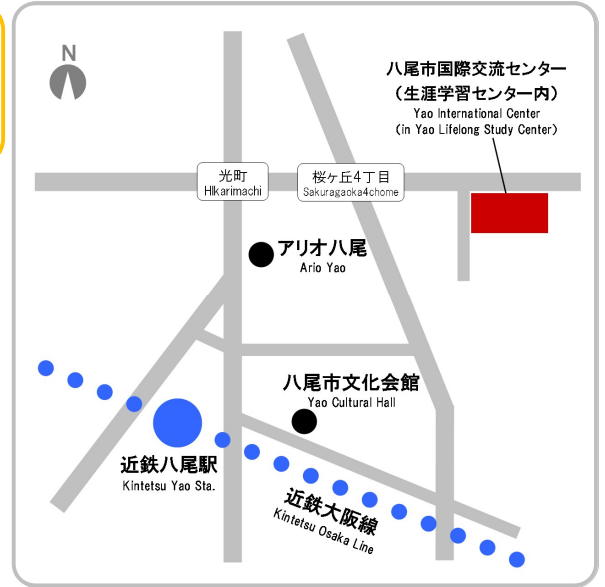 N
八尾市国際交流センター
（生涯学習センター内）
Yao International Center
(in Yao Lifelong Study Center)
光町
HIkarimachi
桜ヶ丘4丁目
Sakuragaoka4chome
アリオ八尾
Ario Yao
八尾市文化会館
Yao Cultural Hall
近鉄八尾駅
Kintetsu Yao Sta.
近鉄大阪線
Kintetsu Osaka Line